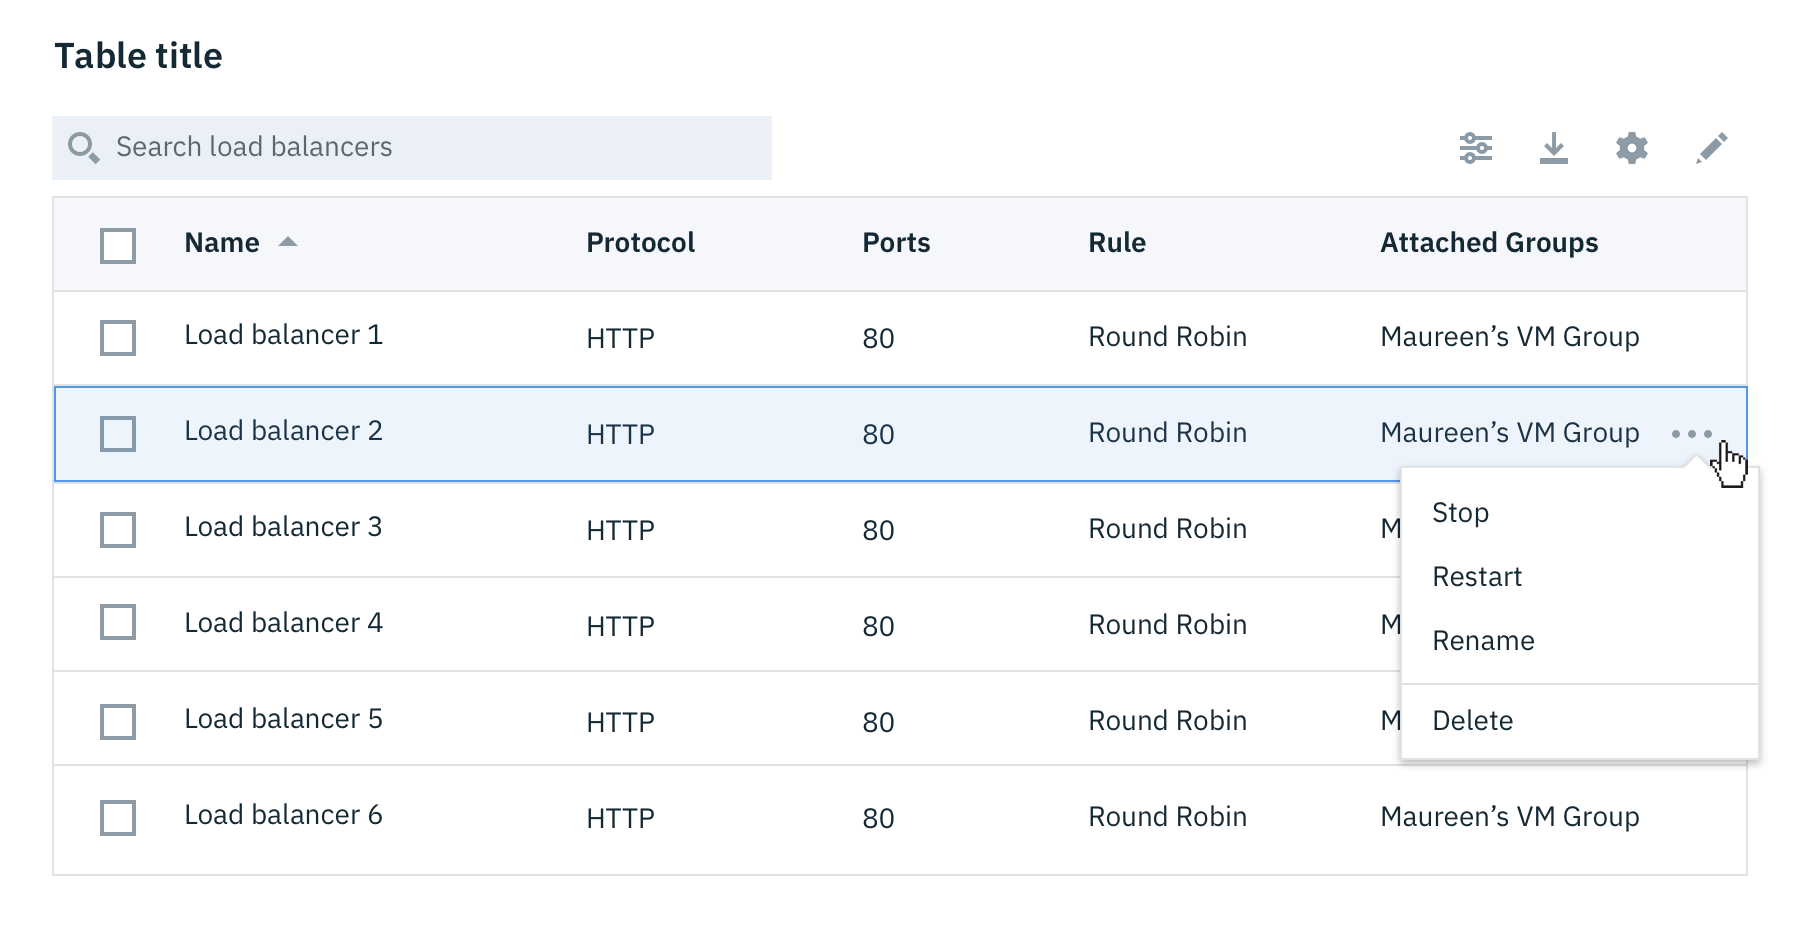 Table title
Search load balancers
Name Protocol Ports Rule Attached Groups
Load balancer 1 HTTP 80 Round Robin Maureen’s VM Group
Load balancer 2 HTTP 80 Round Robin Maureen’s VM Group
Stop
Load balancer 3 HTTP 80 Round Robin M
Restart
Load balancer 4 HTTP 80 Round Robin M
Rename
Load balancer 5 HTTP 80 Round Robin M Delete
Load balancer 6 HTTP 80 Round Robin Maureen’s VM Group